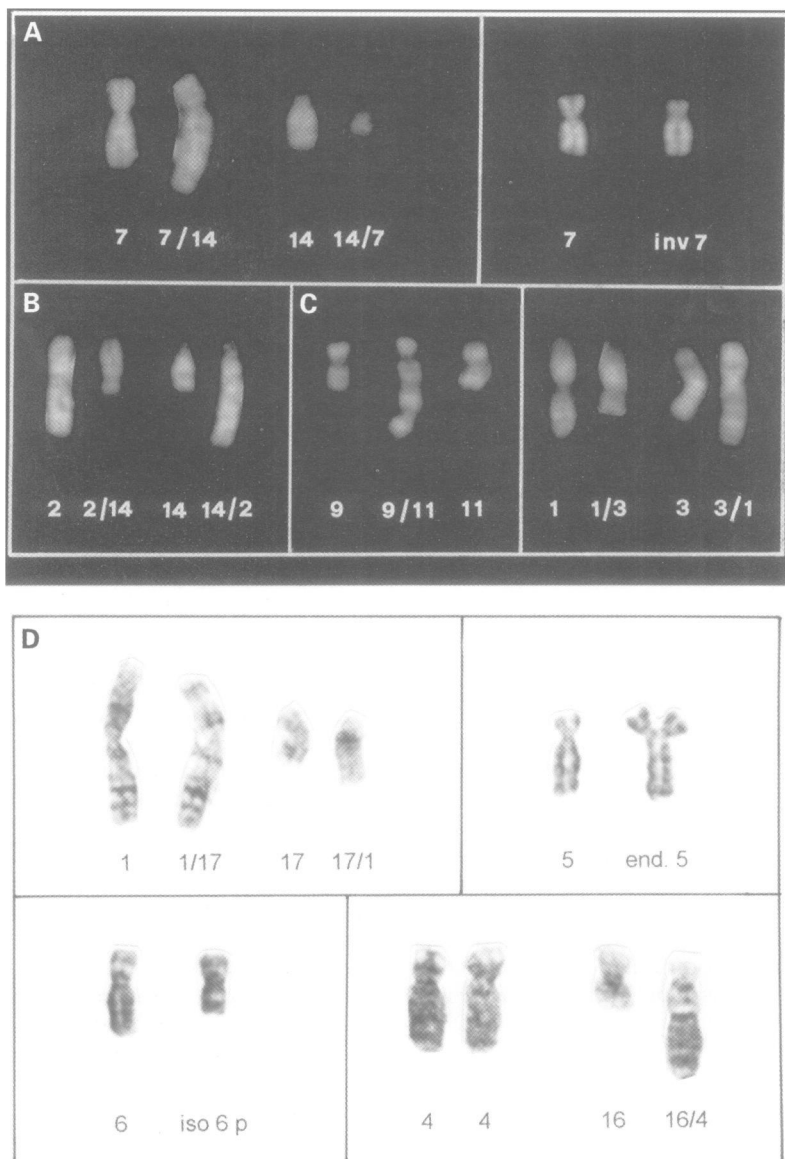 A
7 7/14 14 14/7 7 inv 7
B C
2 2/14 14 14/2 9 9/11 11 1 1/3 3 3/1
D
1 1/17 17 17/1 5 end. 5
6 iso 6 p 4 4 16 16/4